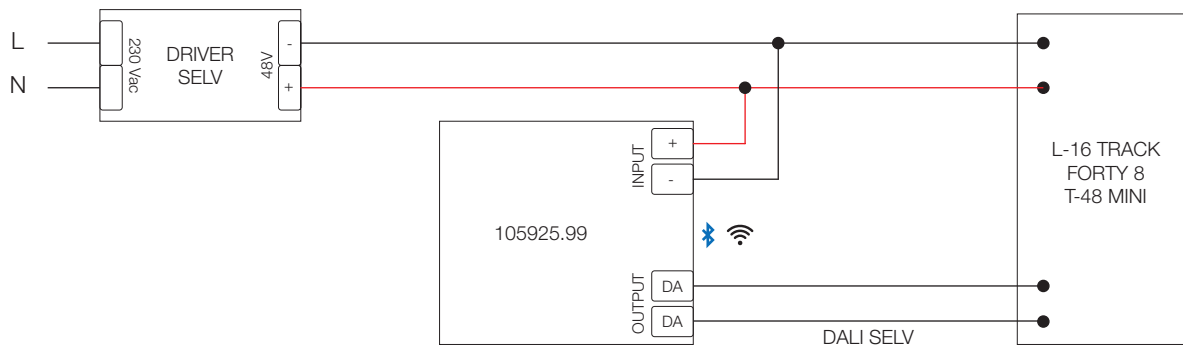 L
N
230 Vac
DRIVER
SELV
48V
-
+
INPUT
+
-
105925.99
OUTPUT
DA
DA
DALI SELV
L-16 TRACK
FORTY 8
T-48 MINI